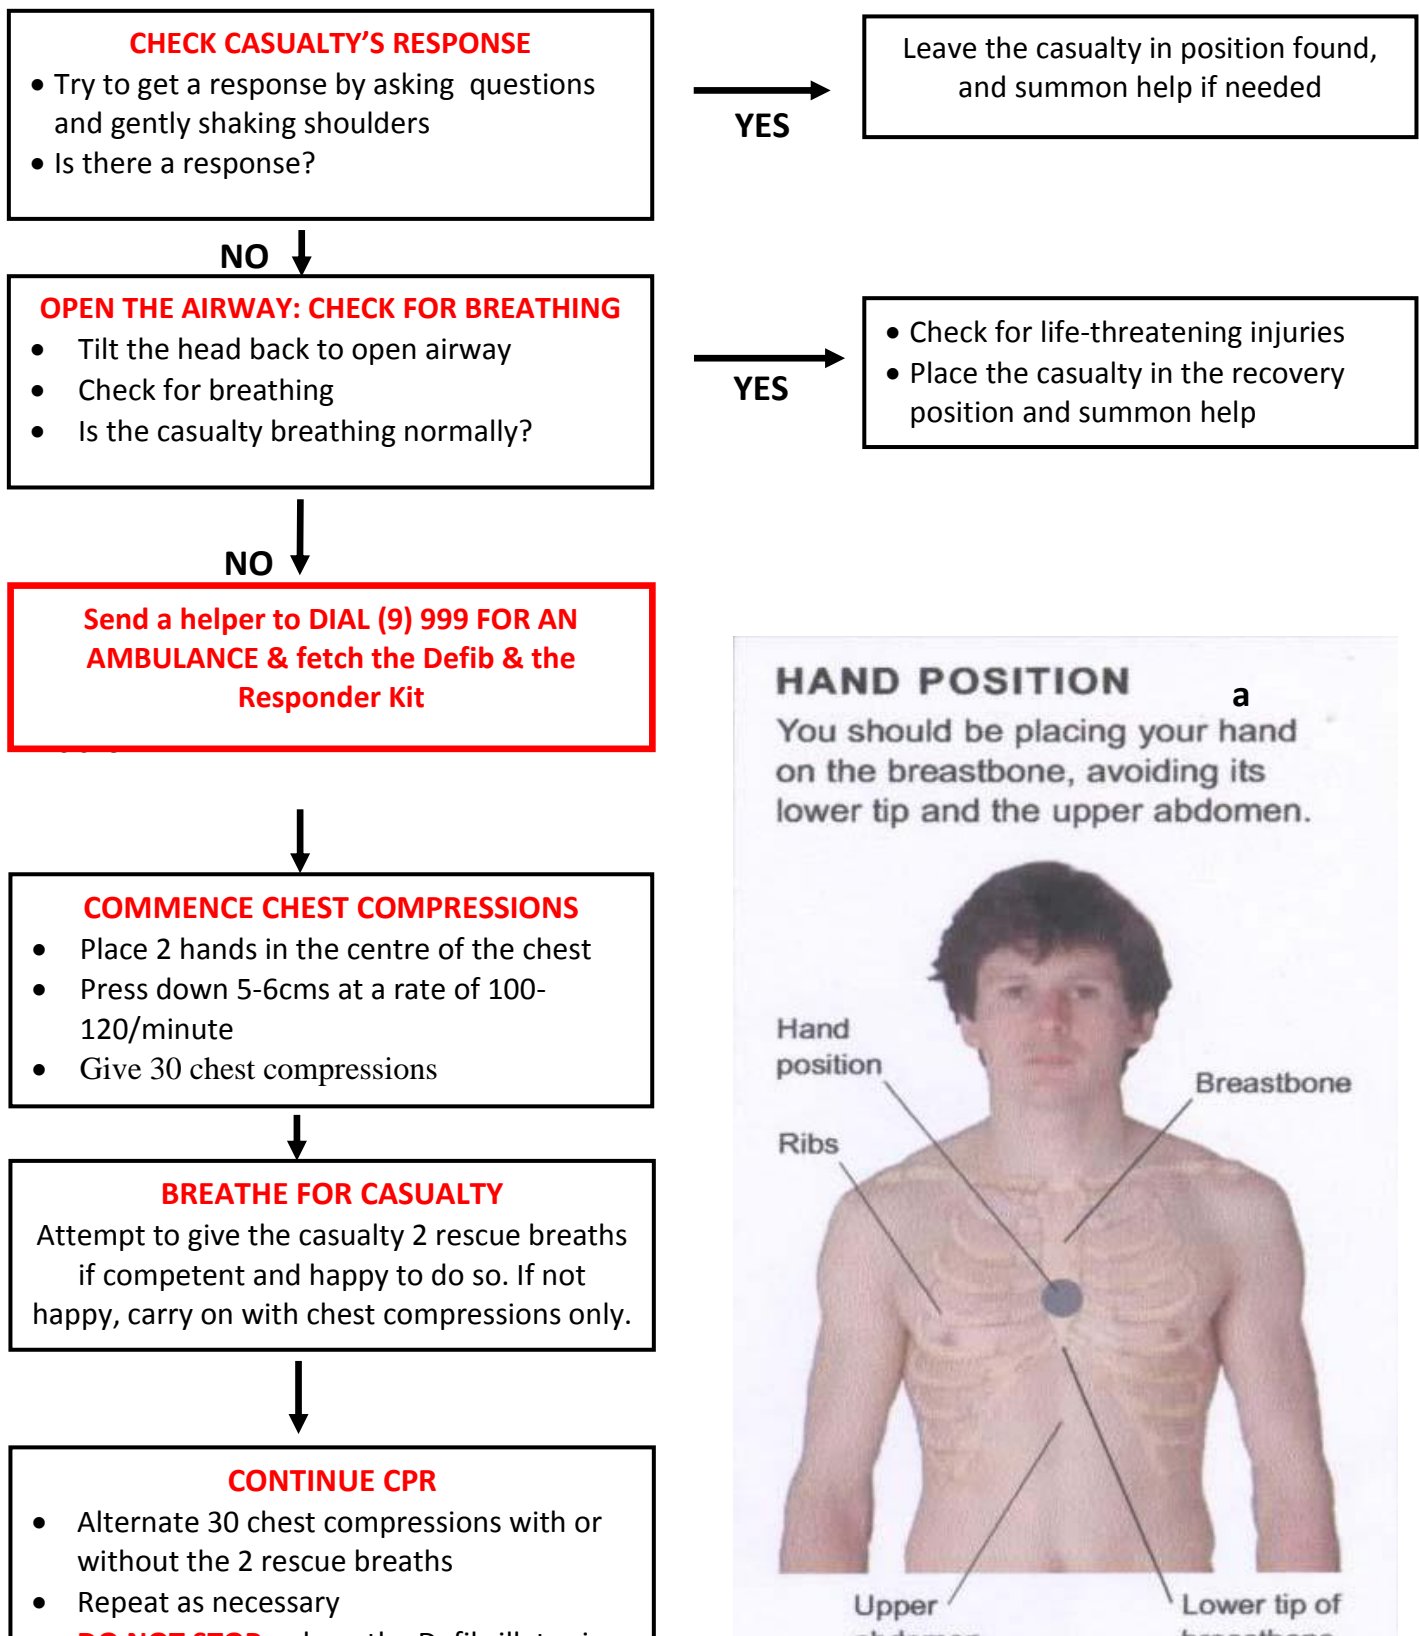 CHECK CASUALTY’S RESPONSE
• Try to get a response by asking questions
and gently shaking shoulders
• Is there a response?
YES
Leave the casualty in position found,
and summon help if needed
NO
OPEN THE AIRWAY: CHECK FOR BREATHING
• Tilt the head back to open airway
• Check for breathing
• Is the casualty breathing normally?
YES
• Check for life-threatening injuries
• Place the casualty in the recovery
position and summon help
NO
Send a helper to DIAL (9) 999 FOR AN
AMBULANCE & fetch the Defib & the
Responder Kit
COMMENCE CHEST COMPRESSIONS
• Place 2 hands in the centre of the chest
• Press down 5-6cms at a rate of 100-
120/minute
• Give 30 chest compressions
BREATHE FOR CASUALTY
Attempt to give the casualty 2 rescue breaths
if competent and happy to do so. If not
happy, carry on with chest compressions only.
CONTINUE CPR
• Alternate 30 chest compressions with or
without the 2 rescue breaths
• Repeat as necessary
DO NOT STOP
HAND POSITION
a
You should be placing your hand
on the breastbone, avoiding its
lower tip and the upper abdomen.
Hand
position
Breastbone
Ribs
Upper
Lower tip of